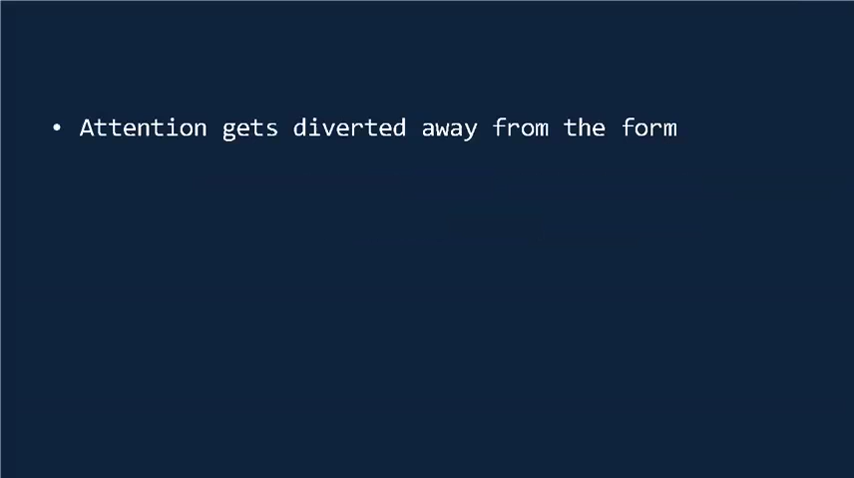 • Attention gets diverted away from the form